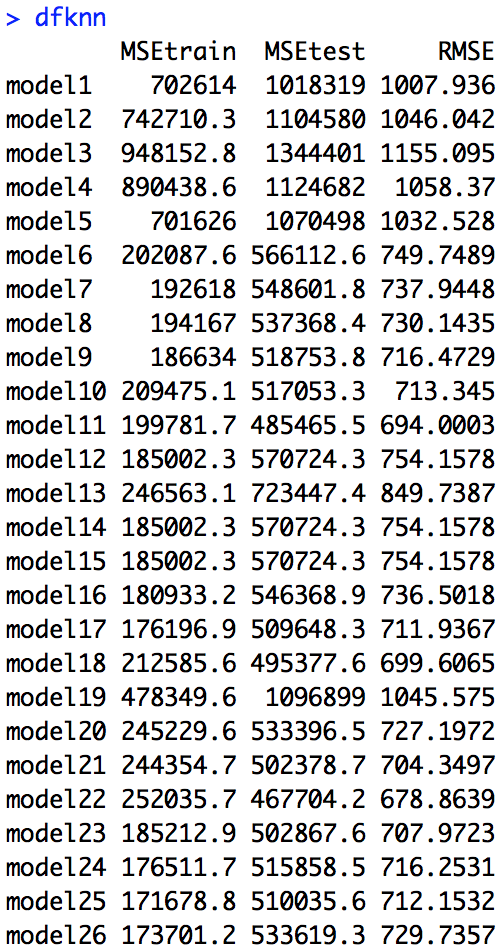 > dfknn
MSEtrain MSEtest RMSE
model1 702614 1018319 1007.936
model2 742710.3 1104580 1046.042
model3 948152.8 1344401 1155.095
model4 890438.6 1124682 1058.37
model5 701626 1070498 1032.528
model6 202087.6 566112.6 749.7489
model7 192618 548601.8 737.9448
model8 194167 537368.4 730.1435
model9 186634 518753.8 716.4729
model10 209475.1 517053.3 713.345
model11 199781.7 485465.5 694.0003
model12 185002.3 570724.3 754.1578
model13 246563.1 723447.4 849.7387
model14 185002.3 570724.3 754.1578
model15 185002.3 570724.3 754.1578
model16 180933.2 546368.9 736.5018
model17 176196.9 509648.3 711.9367
model18 212585.6 495377.6 699.6065
model19 478349.6 1096899 1045.575
model20 245229.6 533396.5 727.1972
model21 244354.7 502378.7 704.3497
model22 252035.7 467704.2 678.8639
model23 185212.9 502867.6 707.9723
model24 176511.7 515858.5 716.2531
model25 171678.8 510035.6 712.1532
model26 173701.2 533619.3 729.7357